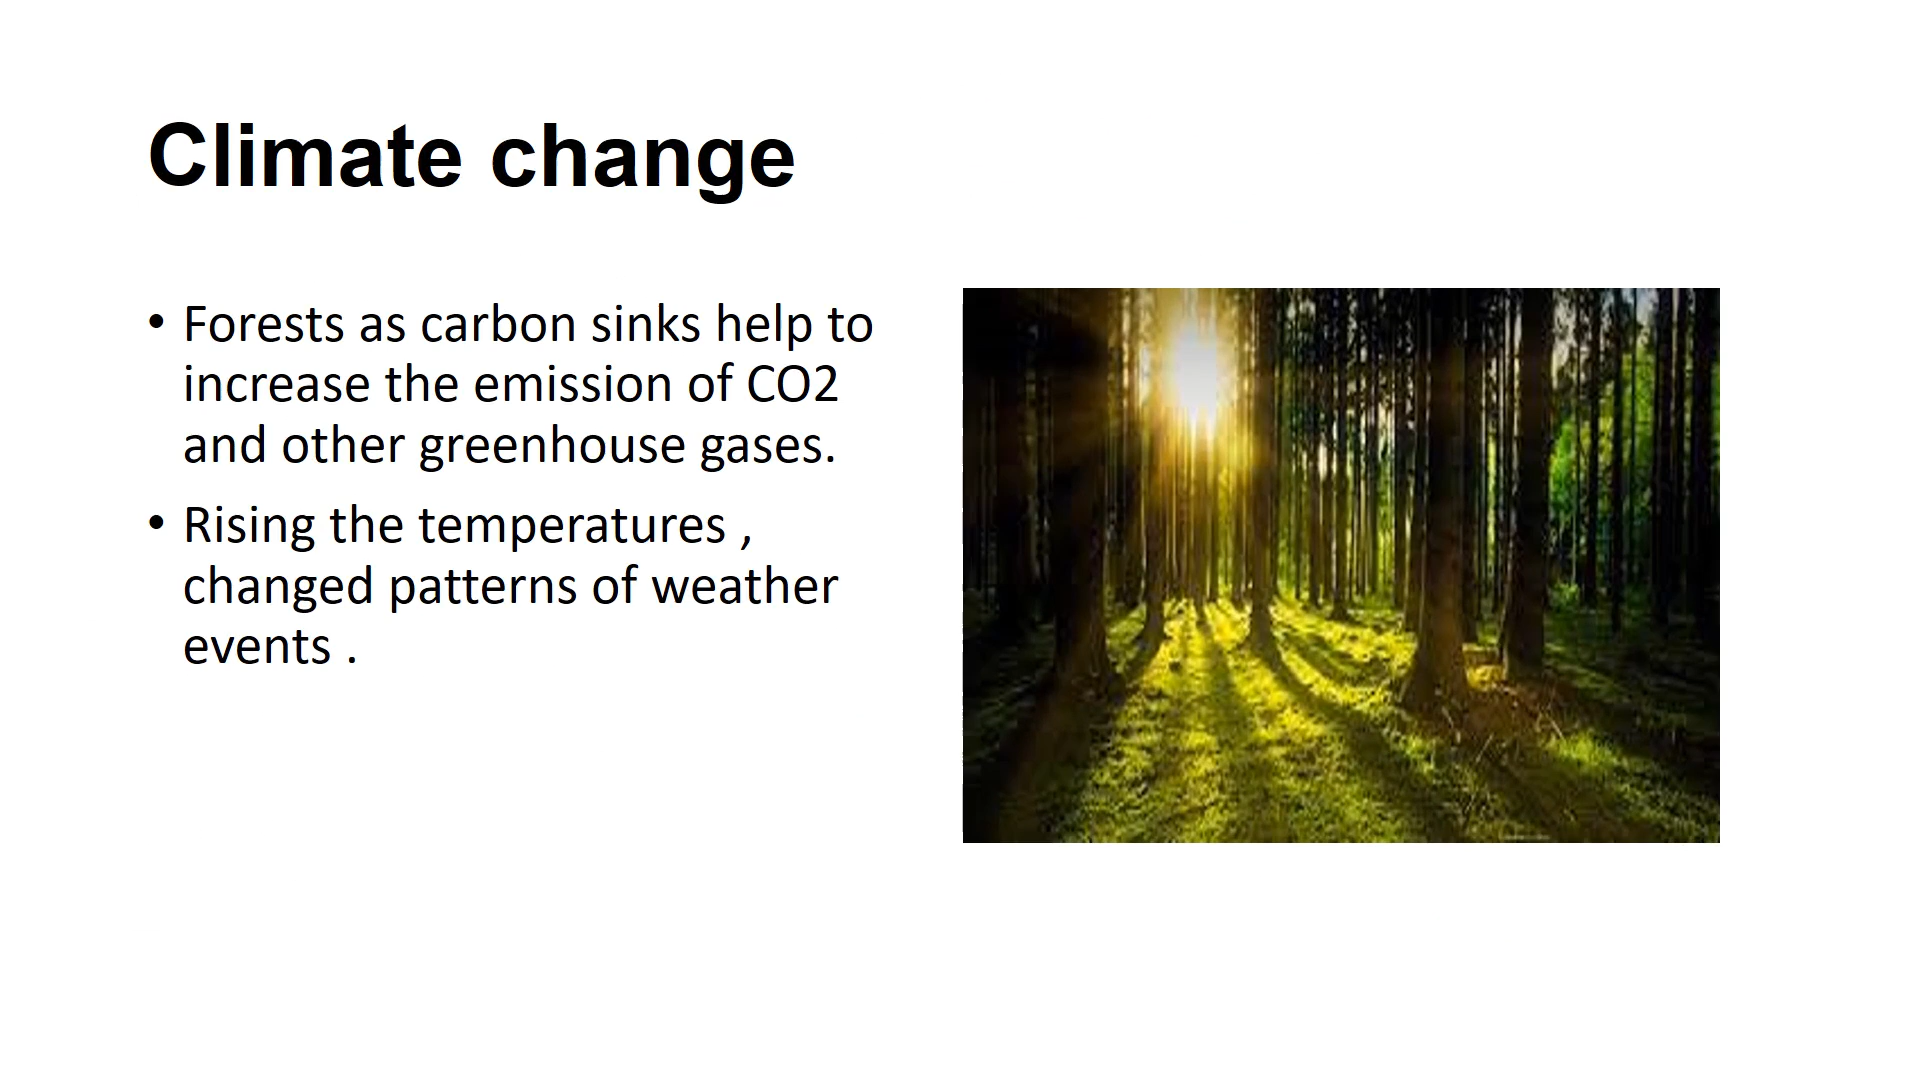 Climate change
• Forests as carbon sinks help to
increase the emission of CO2
and other greenhouse gases.
• Rising the temperatures ,
changed patterns of weather
events .